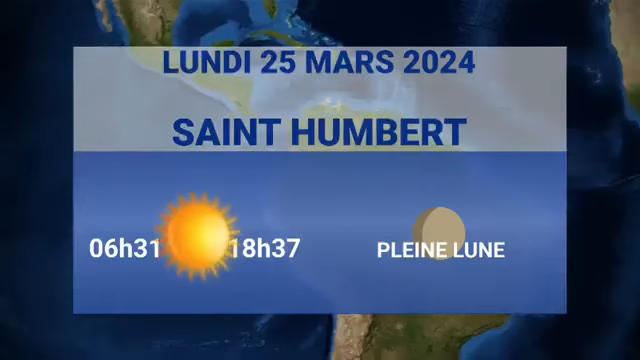 LUNDI 25 MARS 2024
SAINT HUMBERT
06h31 18h37
PLEINE LUNE